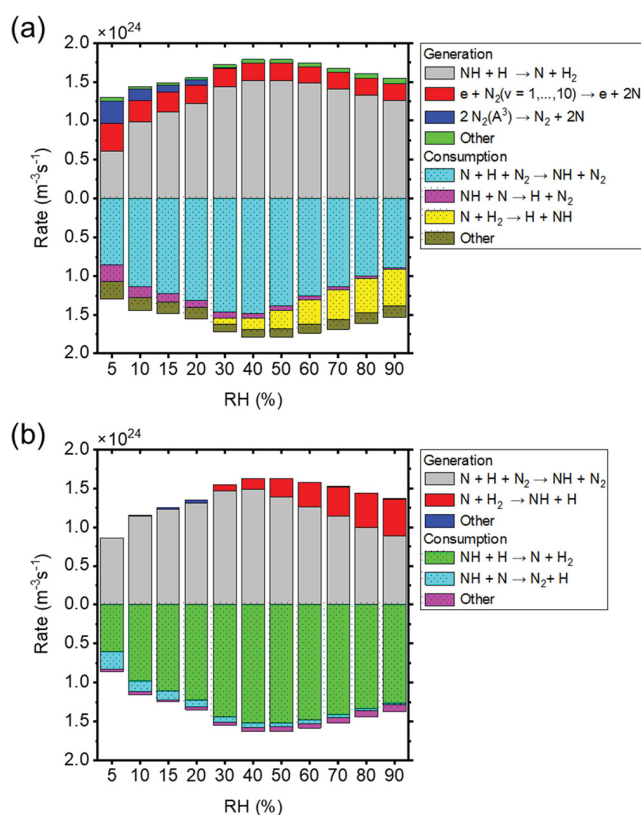 (a)
×10²⁴
2.0
1.5
1.0
0.5
0.0
0.5
1.0
1.5
2.0
Rate (m⁻³s⁻¹)
5 10 15 20 30 40 50 60 70 80 90
RH (%)
Generation
NH + H → N + H₂
e + N₂(v = 1,...,10) → e + 2N
2 N₂(A³) → N₂ + 2N
Other
Consumption
N + H + N₂ → NH + N₂
NH + N → H + N₂
N + H₂ → H + NH
Other
(b)
×10²⁴
2.0
1.5
1.0
0.5
0.0
0.5
1.0
1.5
2.0
Rate (m⁻³s⁻¹)
5 10 15 20 30 40 50 60 70 80 90
RH (%)
Generation
N + H + N₂ → NH + N₂
N + H₂ → NH + H
Other
Consumption
NH + H → N + H₂
NH + N → N₂+ H
Other